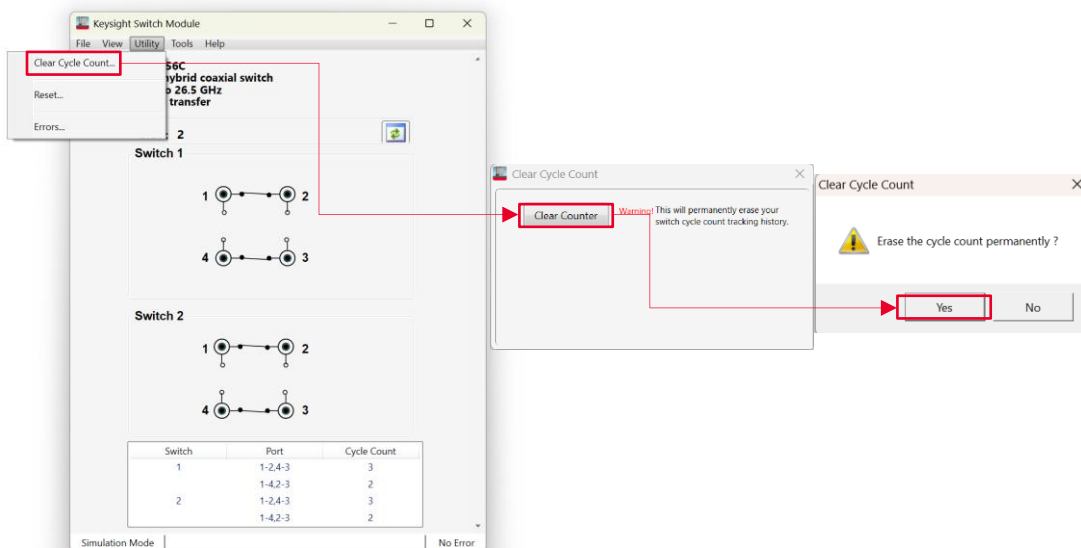 Keysight Switch Module
File View Utility Tools Help
Clear Cycle Count...
Reset...
Errors...
56C
hybrid coaxial switch
26.5 GHz
transfer
: 2
Switch 1
1 2
4 3
Switch 2
1 2
4 3
Switch Port Cycle Count
1 1-2,4-3 3
1-4,2-3 2
2 1-2,4-3 3
1-4,2-3 2
Simulation Mode No Error
Clear Cycle Count
Clear Counter
Warning! This will permanently erase your
switch cycle count tracking history.
Clear Cycle Count
Erase the cycle count permanently ?
Yes No